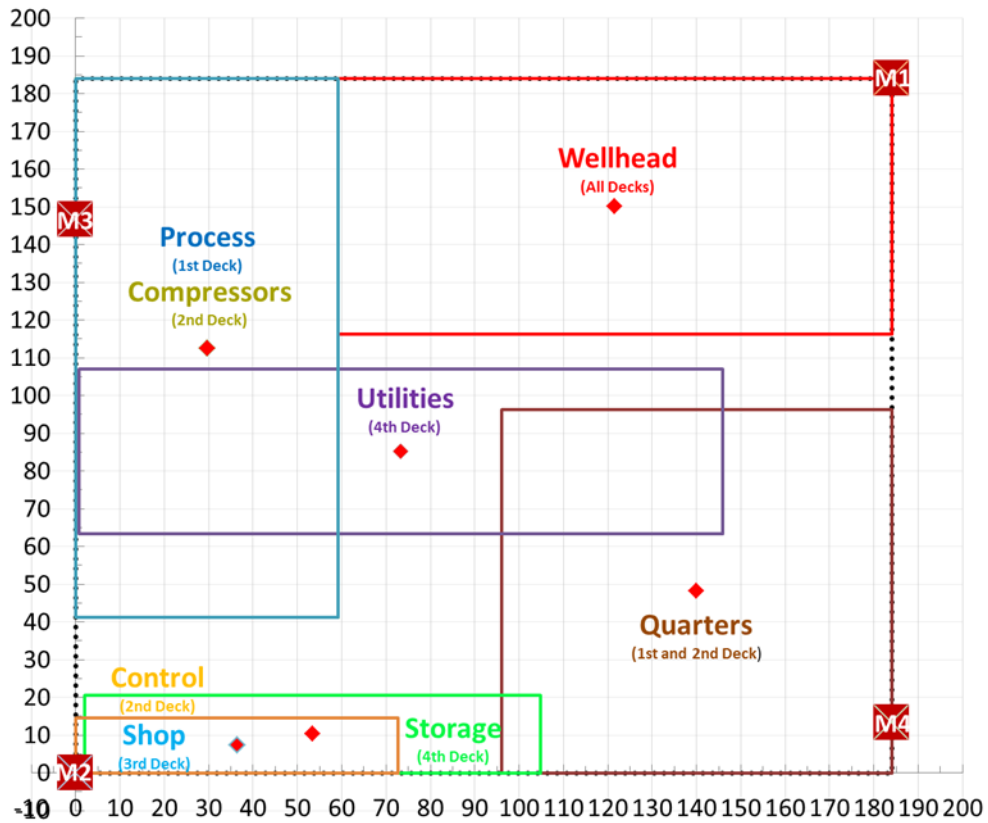 200
190
180
M1
170
160
Wellhead
(All Decks)
150
M3
140
Process
(1st Deck)
130
Compressors
(2nd Deck)
120
110
100
Utilities
(4th Deck)
90
80
70
60
50
40
Quarters
(1st and 2nd Deck)
30
Control
(2nd Deck)
20
Storage
(4th Deck)
M4
10
Shop
(3rd Deck)
0
M2
-10
-10 0 10 20 30 40 50 60 70 80 90 100 110 120 130 140 150 160 170 180 190 200